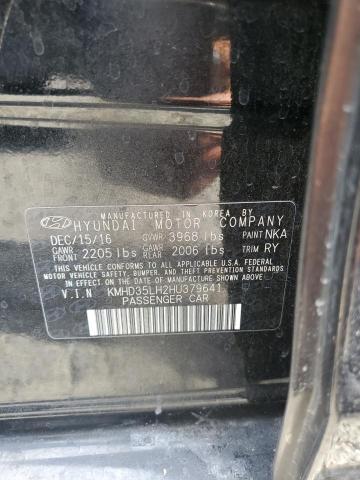 MANUFACTURED IN KOREA BY
HYUNDAI MOTOR COMPANY
DEC/15/16 GVWR 3968 lbs PAINT NKA
GAWR FRONT 2205 lbs GAWR REAR 2006 lbs TRIM RY
THIS VEHICLE CONFORMS TO ALL APPLICABLE U.S.A. FEDERAL
MOTOR VEHICLE SAFETY, BUMPER, AND THEFT PREVENTION STANDARDS
IN EFFECT ON THE DATE OF MANUFACTURE SHOWN ABOVE.
V.I.N KMHD35LH2HU379641
PASSENGER CAR